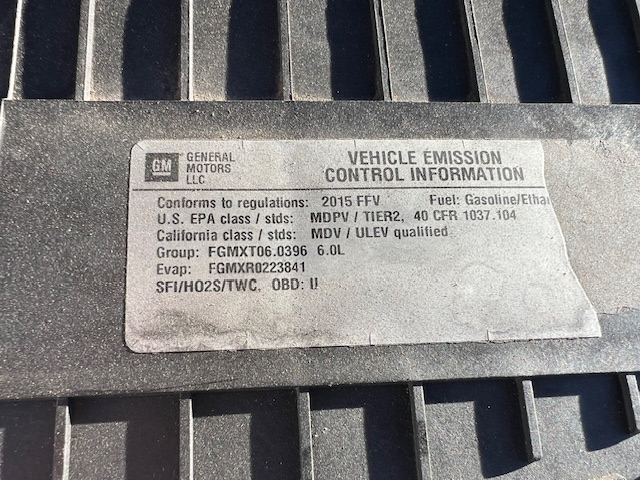 GM
GENERAL
MOTORS
LLC
VEHICLE EMISSION
CONTROL INFORMATION
Conforms to regulations: 2015 FFV Fuel: Gasoline/Ethan
U.S. EPA class / stds: MDPV / TIER2, 40 CFR 1037.104
California class / stds: MDV / ULEV qualified
Group: FGMXT06.0396 6.0L
Evap: FGMXR0223841
SFI/HO2S/TWC, OBD: II